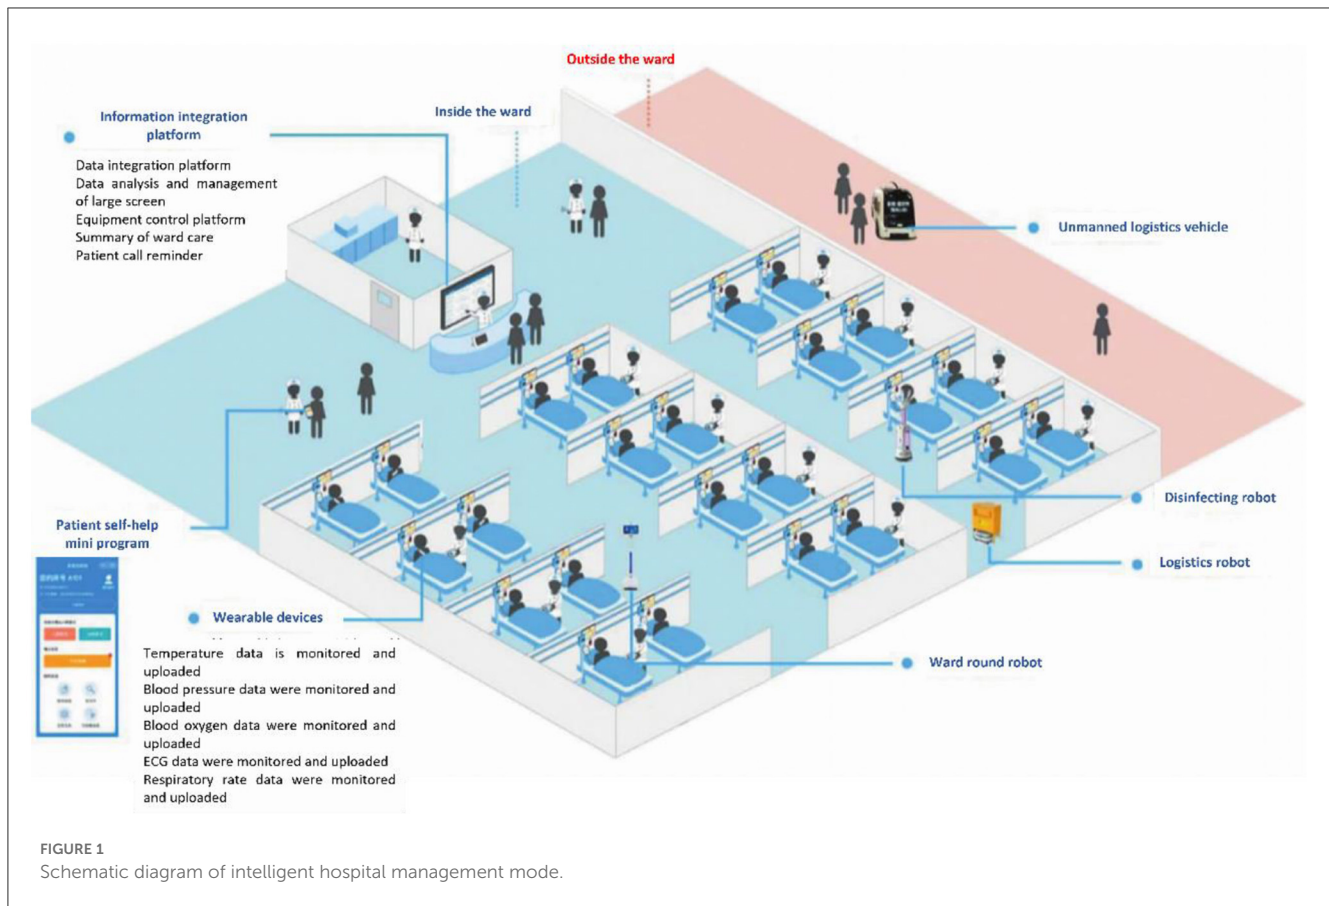 Outside the ward
Inside the ward
Information integration
platform
Data integration platform
Data analysis and management
of large screen
Equipment control platform
Summary of ward care
Patient call reminder
Unmanned logistics vehicle
Disinfecting robot
Logistics robot
Ward round robot
Patient self-help
mini program
Wearable devices
Temperature data is monitored and
uploaded
Blood pressure data were monitored and
uploaded
Blood oxygen data were monitored and
uploaded
ECG data were monitored and uploaded
Respiratory rate data were monitored
and uploaded
FIGURE 1
Schematic diagram of intelligent hospital management mode.